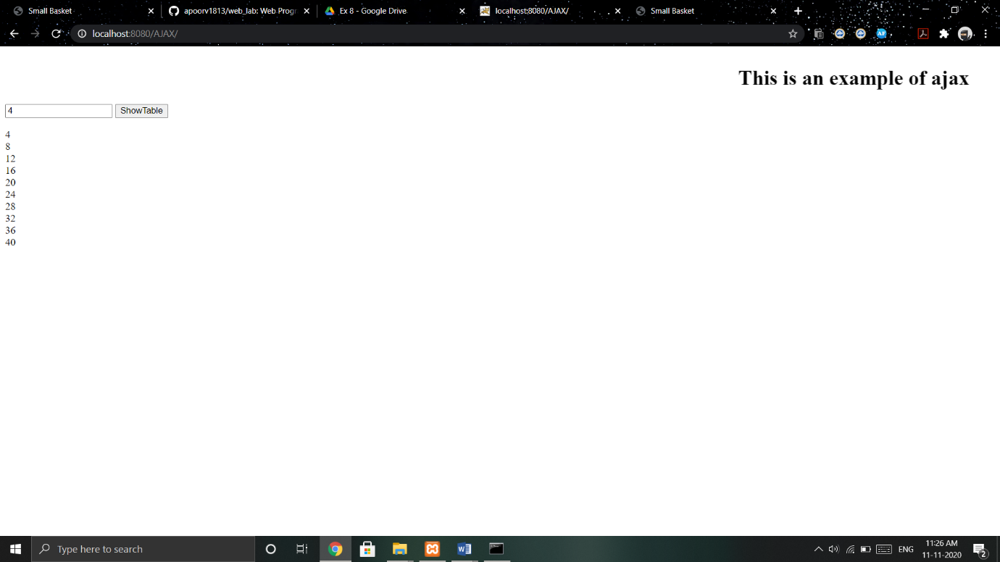 Small Basket
apoorv1813/web_lab: Web Progr
Ex 8 - Google Drive
localhost:8080/AJAX/
Small Basket
localhost:8080/AJAX/
This is an example of ajax
4 ShowTable
4
8
12
16
20
24
28
32
36
40
Type here to search
ENG
11:26 AM
11-11-2020
2